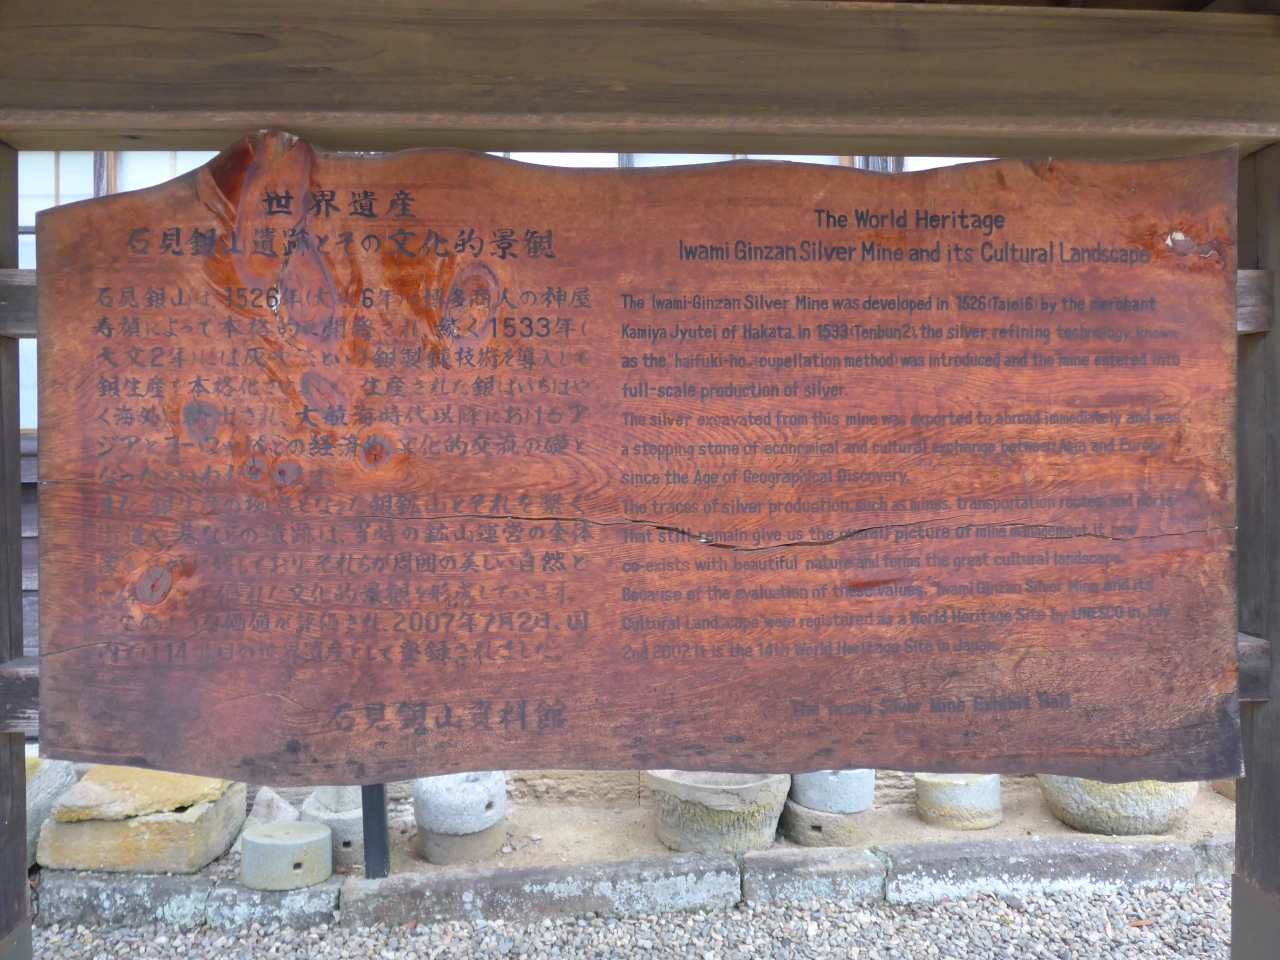 世界遺産
石見銀山遺跡とその文化的景観
石見銀山は、1526年(大永6年)に博多商人の神屋
寿禎によって本格的に開発され、続く1533年(
天文2年)には灰吹法という銀製錬技術を導入して
銀生産を本格化させ 生産された銀はいちはや
く海外へ輸出され、大航海時代以降におけるア
ジアとヨーロッパなどの経済的 文化的交流の礎と
なったといわれ ます。
また、銀生産の拠点となった銀鉱山とそれを繋ぐ
街道や港などの遺跡は、当時の鉱山運営の全体
残しており、それらが周囲の美しい自然と
一体 優れた文化的景観を形成しています。
このような価値が評価され、2007年7月2日、国
内では14番目の世界遺産として登録されました。
石見銀山資料館
The World Heritage
Iwami Ginzan Silver Mine and its Cultural Landscape
The Iwami-Ginzan Silver Mine was developed in 1526(Taiei6) by the merchant
Kamiya Jyutei of Hakata. In 1533(Tenbun2), the silver refining technology known
as the haifuki-ho, (cupellation method) was introduced and the mine entered into
full-scale production of silver.
The silver excavated from this mine was exported to abroad immediately and was
a stepping stone of economical and cultural exchange between Asia and Europe
since the Age of Geographical Discovery.
The traces of silver production, such as mines, transportation routes and ports
That still remain give us the overall picture of mine management it now
co-exists with beautiful nature and forms the great cultural landscape.
Because of the evaluation of these values, "Iwami Ginzan Silver Mine and its
Cultural Landscape"were registered as a World Heritage Site by UNESCO in July
2nd 2007. It is the 14th World Heritage Site in Japan.
The Iwami Silver Mine Exhibit Hall